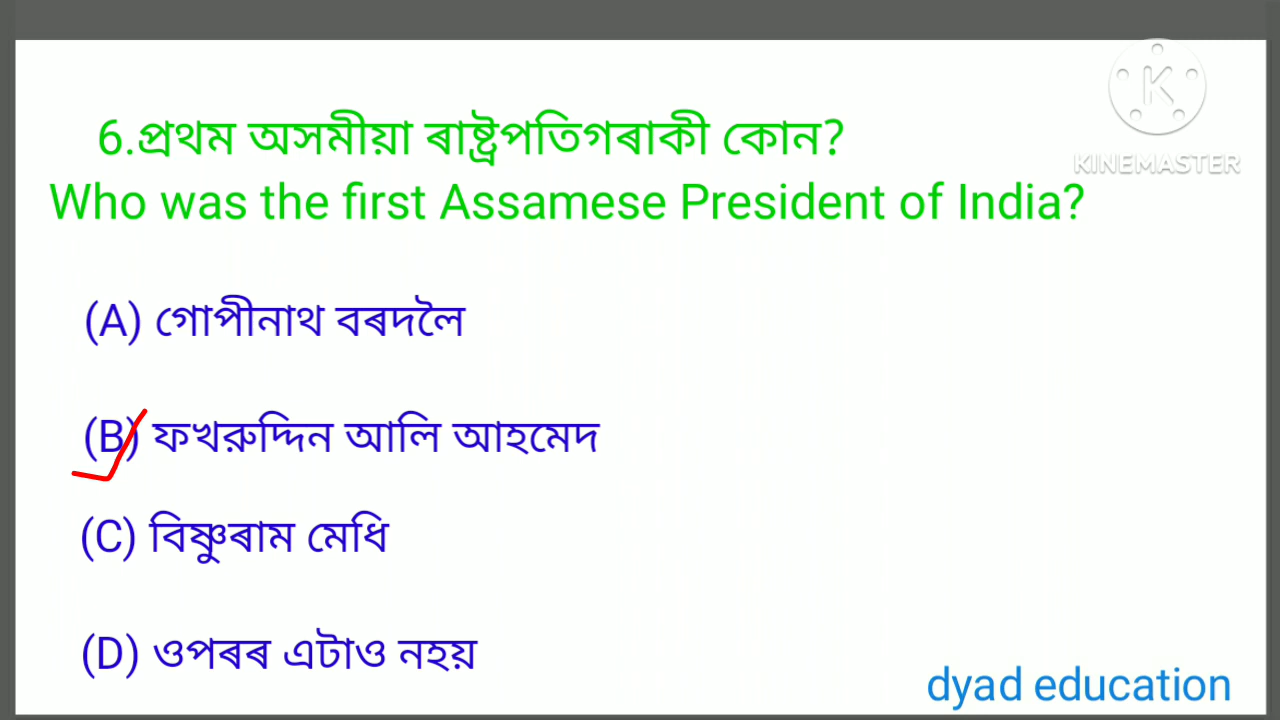 6.প্ৰথম অসমীয়া ৰাষ্ট্ৰপতিগৰাকী কোন?
KINEMASTER
Who was the first Assamese President of India?
(A) গোপীনাথ বৰদলৈ
(B) ফখৰুদ্দিন আলি আহমেদ
(C) বিষ্ণুৰাম মেধি
(D) ওপৰৰ এটাও নহয়
dyad education